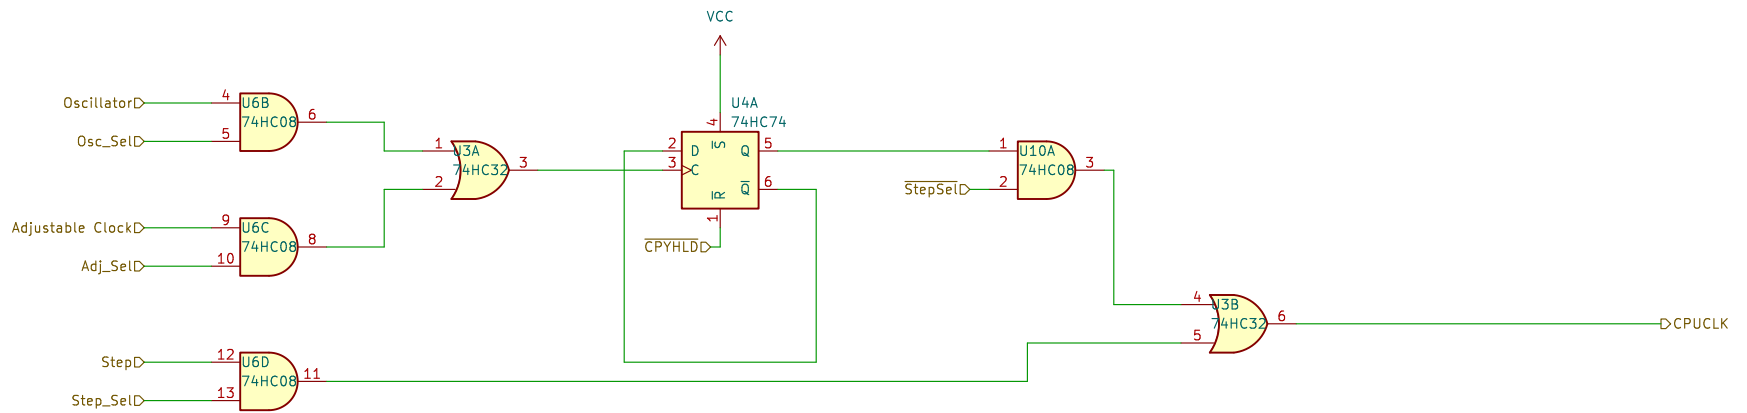 VCC
Oscillator
4
U6B
74HC08
6
Osc_Sel
5
1
U3A
74HC32
3
2
U4A
74HC74
4
S
2
D
Q
5
3
C
Q
6
R
1
CPYHLD
1
U10A
74HC08
3
StepSel
2
Adjustable Clock
9
U6C
74HC08
8
Adj_Sel
10
4
U3B
74HC32
6
5
CPUCLK
Step
12
U6D
74HC08
11
Step_Sel
13